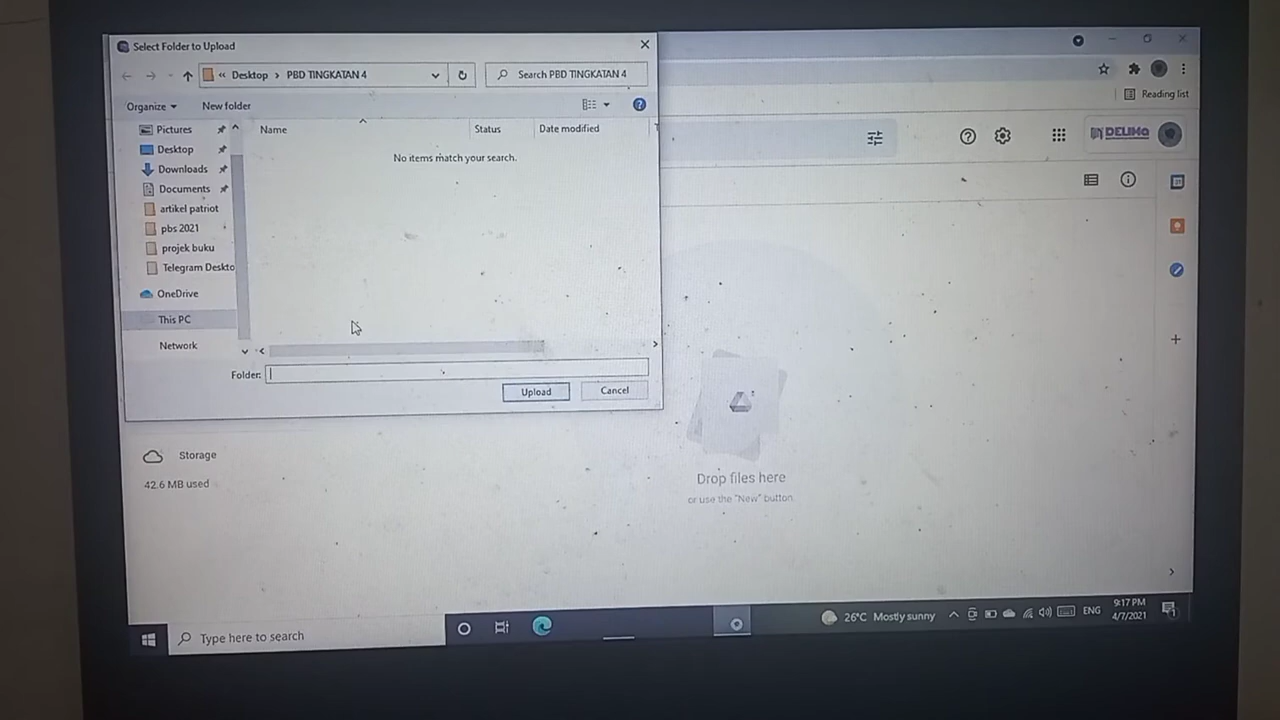 Select Folder to Upload
« Desktop › PBD TINGKATAN 4
Search PBD TINGKATAN 4
Organize
New folder
Name
Status
Date modified
No items match your search.
Pictures
Desktop
Downloads
Documents
artikel patriot
pbs 2021
projek buku
Telegram Deskto
OneDrive
This PC
Network
Folder:
Upload
Cancel
Reading list
DELIMa
Storage
42.6 MB used
Drop files here
or use the "New" button.
Type here to search
26°C Mostly sunny
ENG
9:17 PM
4/7/2021
1